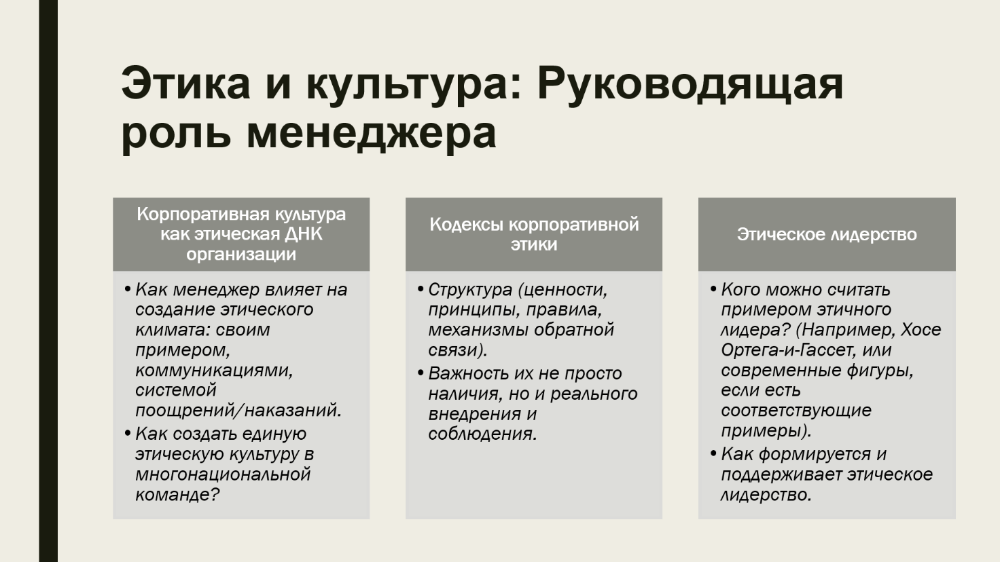 Этика и культура: Руководящая
роль менеджера
Корпоративная культура
как этическая ДНК
организации
• Как менеджер влияет на
создание этического
климата: своим
примером,
коммуникациями,
системой
поощрений/наказаний.
• Как создать единую
этическую культуру в
многонациональной
команде?
Кодексы корпоративной
этики
• Структура (ценности,
принципы, правила,
механизмы обратной
связи).
• Важность их не просто
наличия, но и реального
внедрения и
соблюдения.
Этическое лидерство
• Кого можно считать
примером этичного
лидера? (Например, Хосе
Ортега-и-Гассет, или
современные фигуры,
если есть
соответствующие
примеры).
• Как формируется и
поддерживает этическое
лидерство.